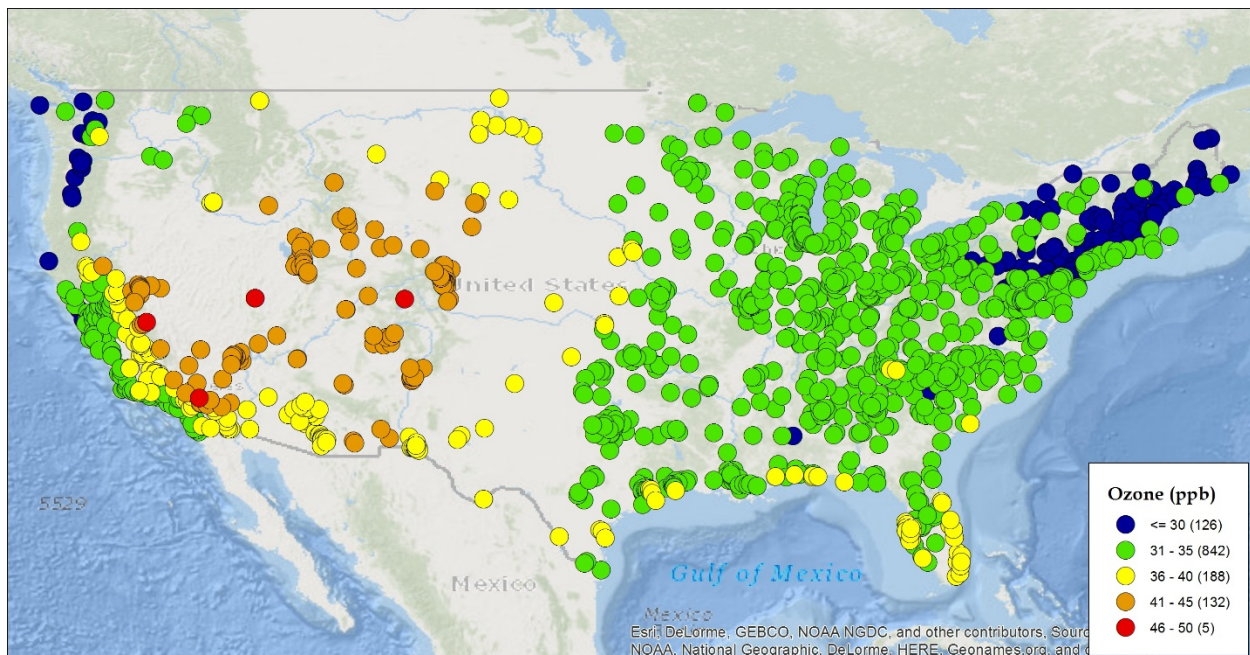 United States
5529
Gulf of Mexico
Mexico
Mexico
Esri, DeLorme, GEBCO, NOAA NGDC, and other contributors,
NOAA, National Geographic, DeLorme, HERE, Geonames.org, and
Ozone (ppb)
<= 30 (126)
31 - 35 (842)
36 - 40 (188)
41 - 45 (132)
46 - 50 (5)